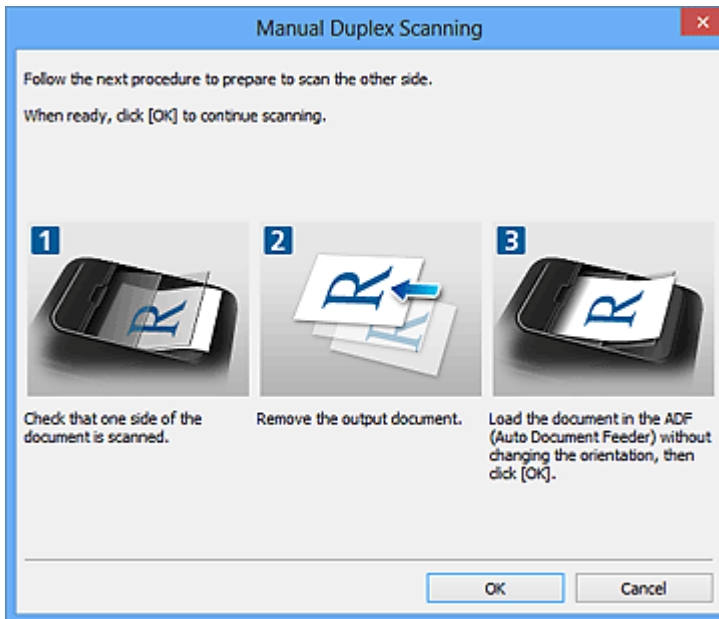 Manual Duplex Scanning
Follow the next procedure to prepare to scan the other side.
When ready, click [OK] to continue scanning.
1
R
2
R
R
3
R
Check that one side of the
document is scanned.
Remove the output document.
Load the document in the ADF
(Auto Document Feeder) without
changing the orientation, then
click [OK].
OK
Cancel